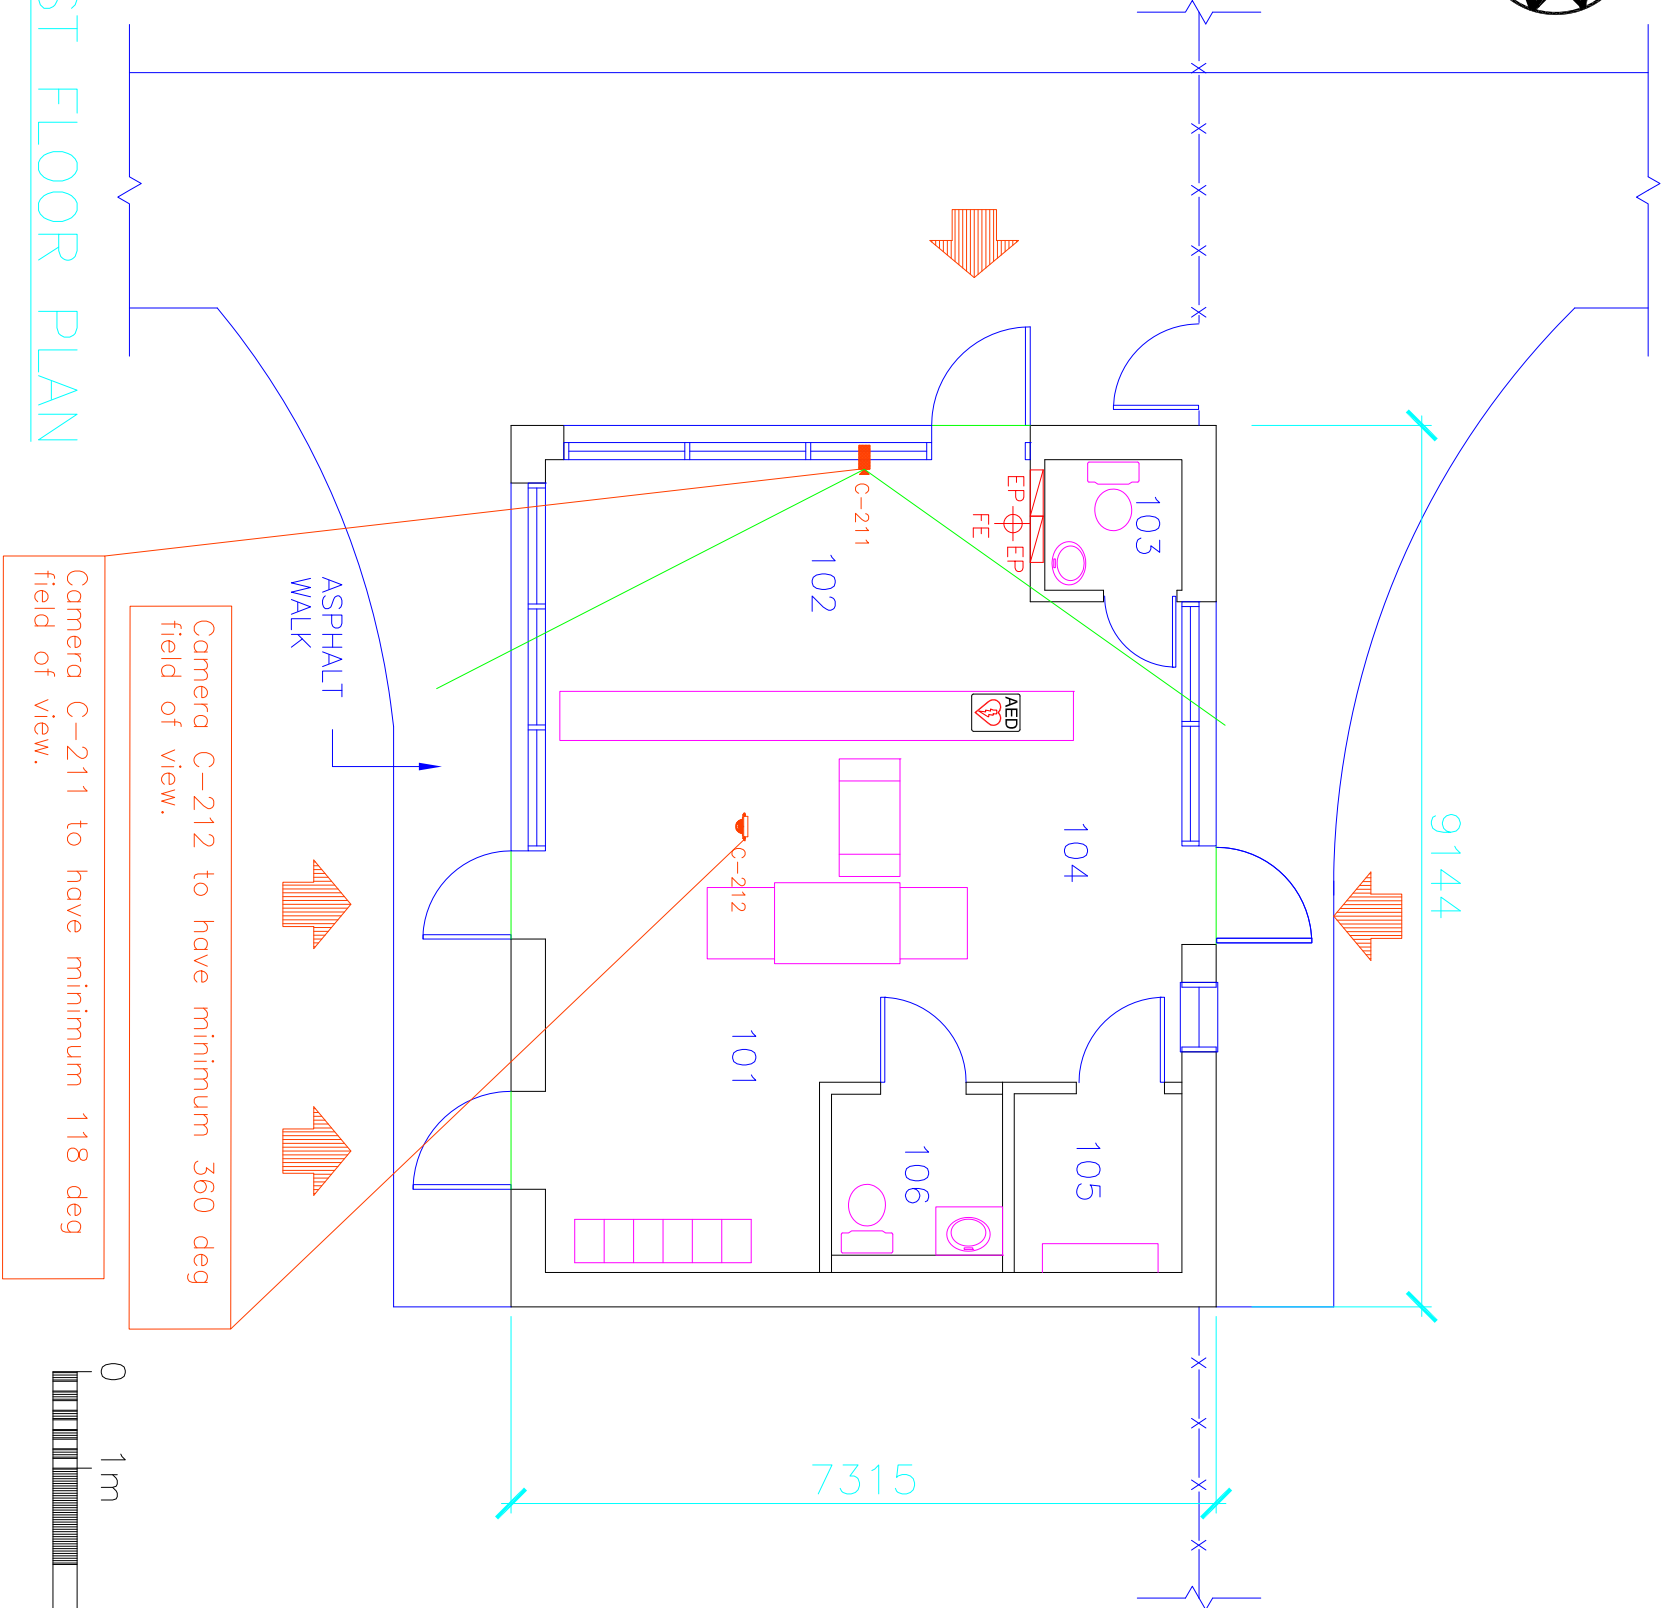 ST FLOOR PLAN
9144
7315
103
EP
EP
FE
C-211
102
AED
104
C-212
101
106
105
ASPHALT
WALK
Camera C-212 to have minimum 360 deg
field of view.
Camera C-211 to have minimum 118 deg
field of view.
0
1m